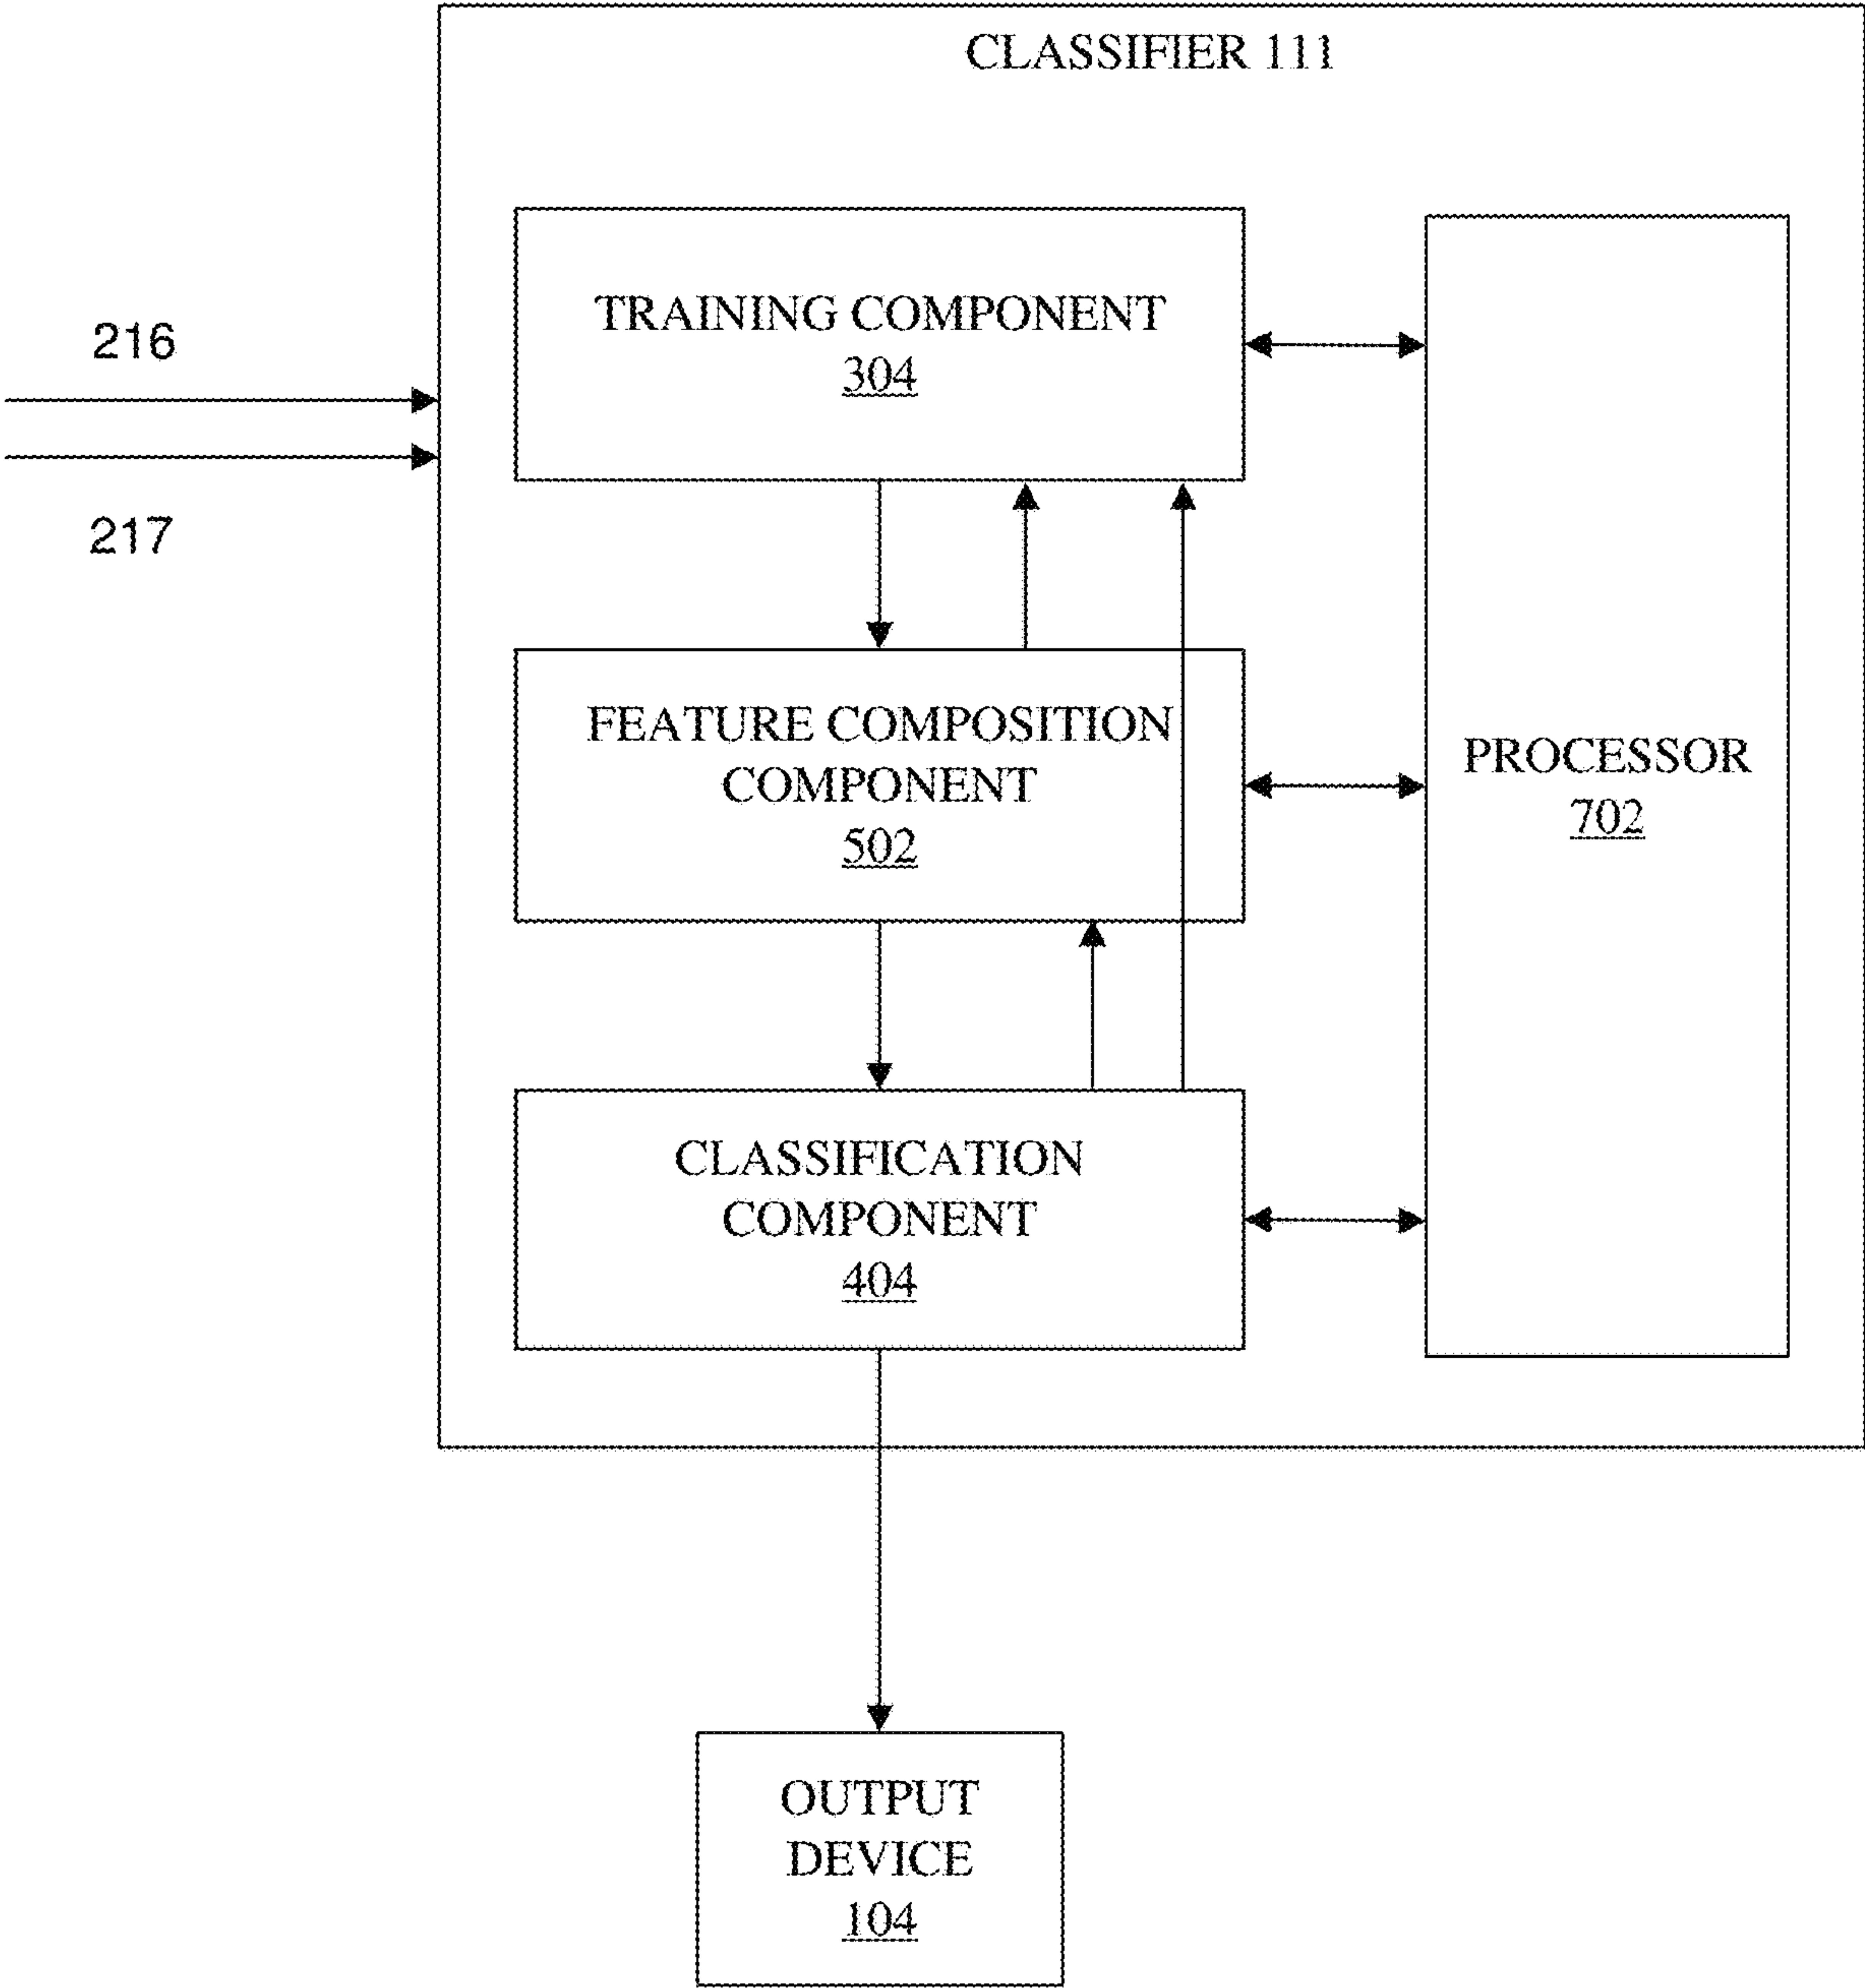 CLASSIFIER 111
TRAINING COMPONENT
304
216
217
FEATURE COMPOSITION
COMPONENT
502
PROCESSOR
702
CLASSIFICATION
COMPONENT
404
OUTPUT
DEVICE
104